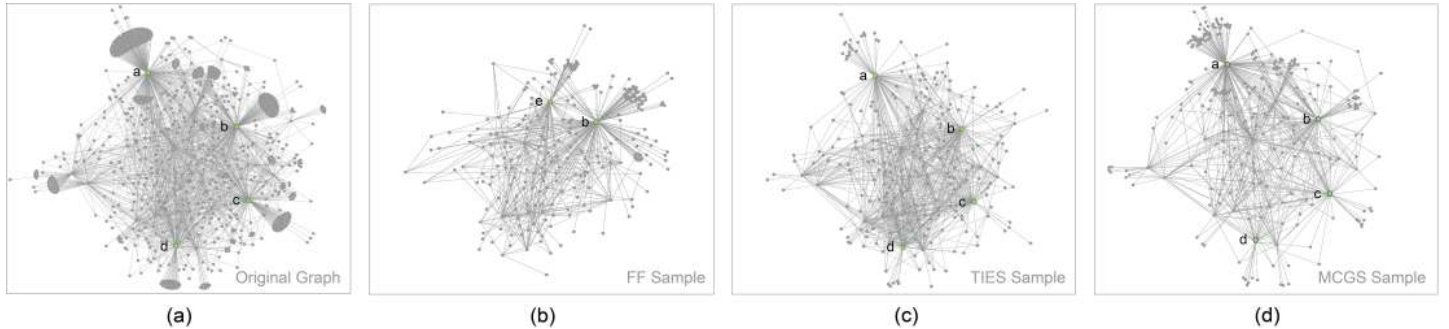 a
b
c
d
Original Graph
(a)
e
b
FF Sample
(b)
a
b
c
d
TIES Sample
(c)
a
b
c
d
MCGS Sample
(d)